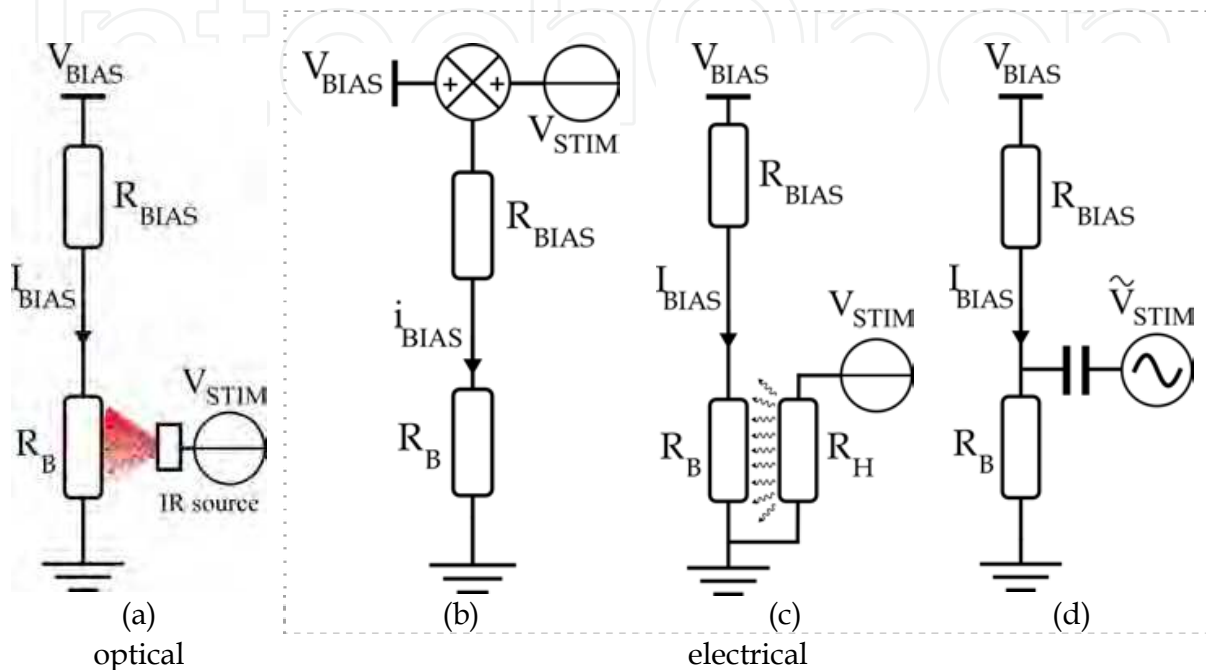 IntechOpen
V_BIAS
R_BIAS
I_BIAS
R_B
V_STIM
IR source
(a)
optical
V_BIAS
+ +
V_STIM
R_BIAS
i_BIAS
R_B
(b)
V_BIAS
R_BIAS
I_BIAS
V_STIM
R_B
R_H
(c)
V_BIAS
R_BIAS
I_BIAS
Ṽ_STIM
R_B
(d)
electrical